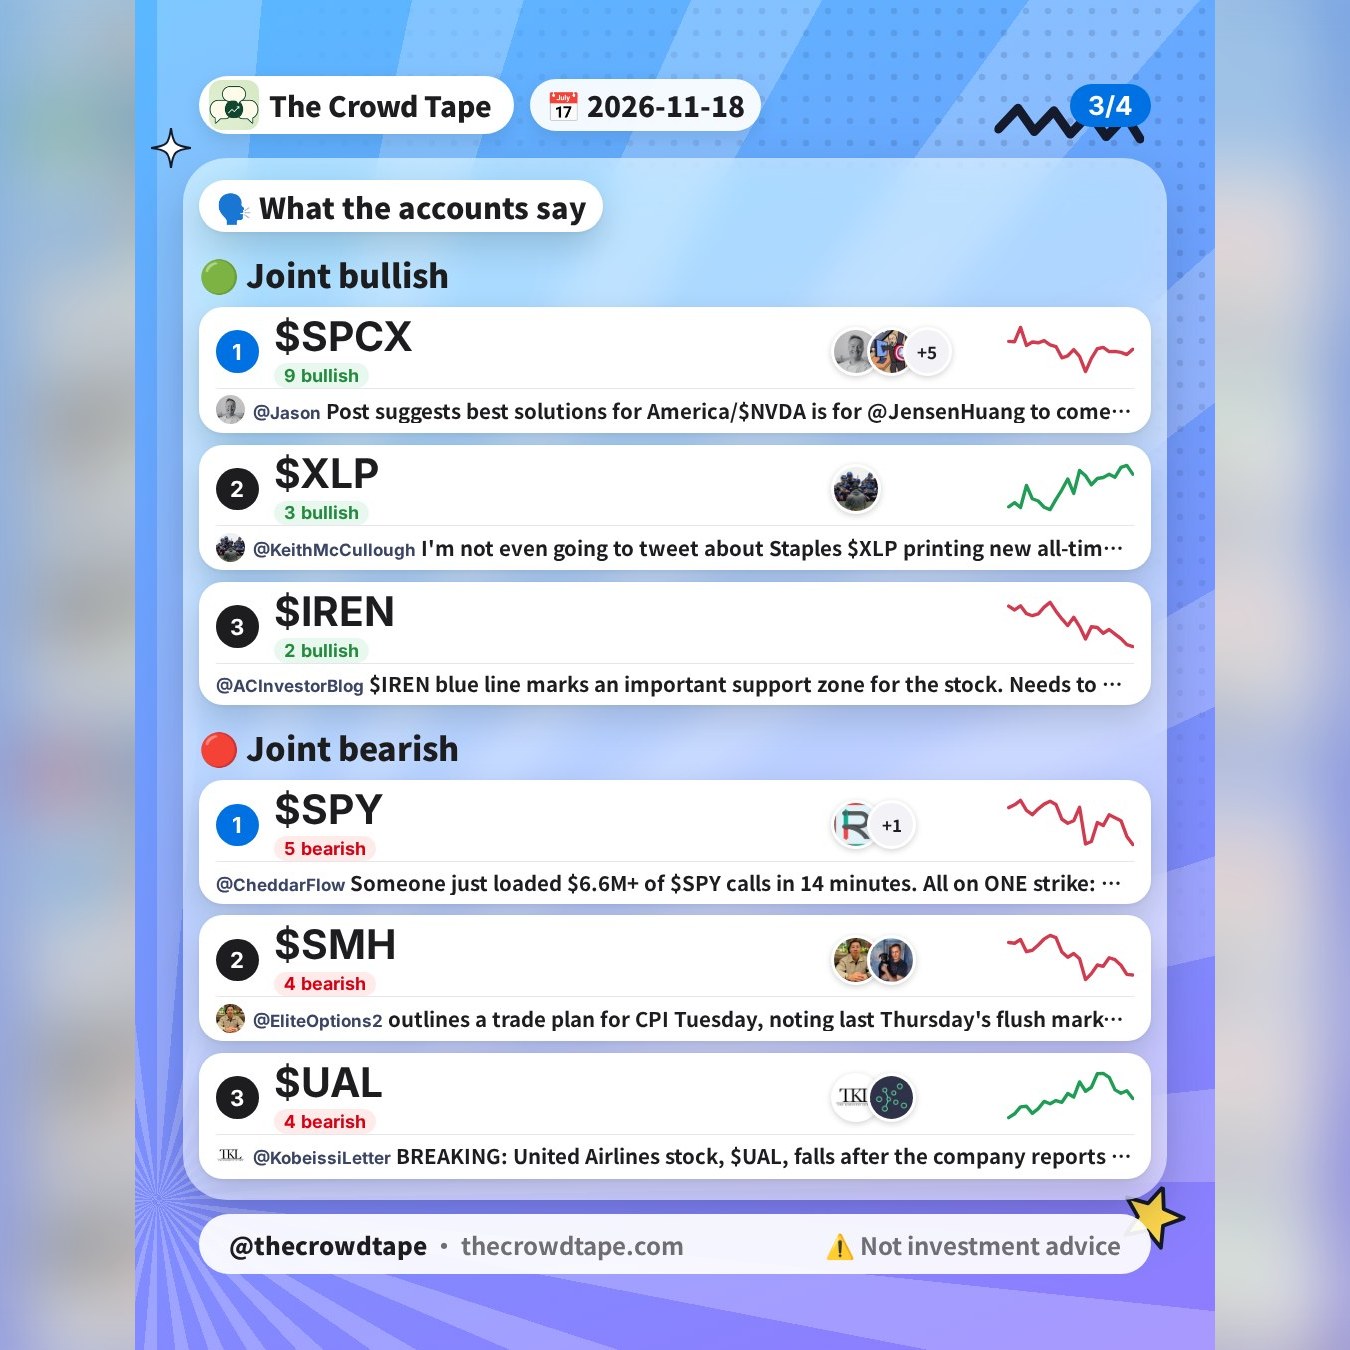 The Crowd Tape
July 17 2026-11-18
3/4
What the accounts say
Joint bullish
1 $SPCX
+5
9 bullish
@Jason Post suggests best solutions for America/$NVDA is for @JensenHuang to come···
2 $XLP
3 bullish
@KeithMcCullough I'm not even going to tweet about Staples $XLP printing new all-tim···
3 $IREN
2 bullish
@ACInvestorBlog $IREN blue line marks an important support zone for the stock. Needs to ···
Joint bearish
1 $SPY
R +1
5 bearish
@CheddarFlow Someone just loaded $6.6M+ of $SPY calls in 14 minutes. All on ONE strike: ···
2 $SMH
4 bearish
@EliteOptions2 outlines a trade plan for CPI Tuesday, noting last Thursday's flush mark···
3 $UAL
TKL
4 bearish
TKL @KobeissiLetter BREAKING: United Airlines stock, $UAL, falls after the company reports ···
@thecrowdtape • thecrowdtape.com
Not investment advice